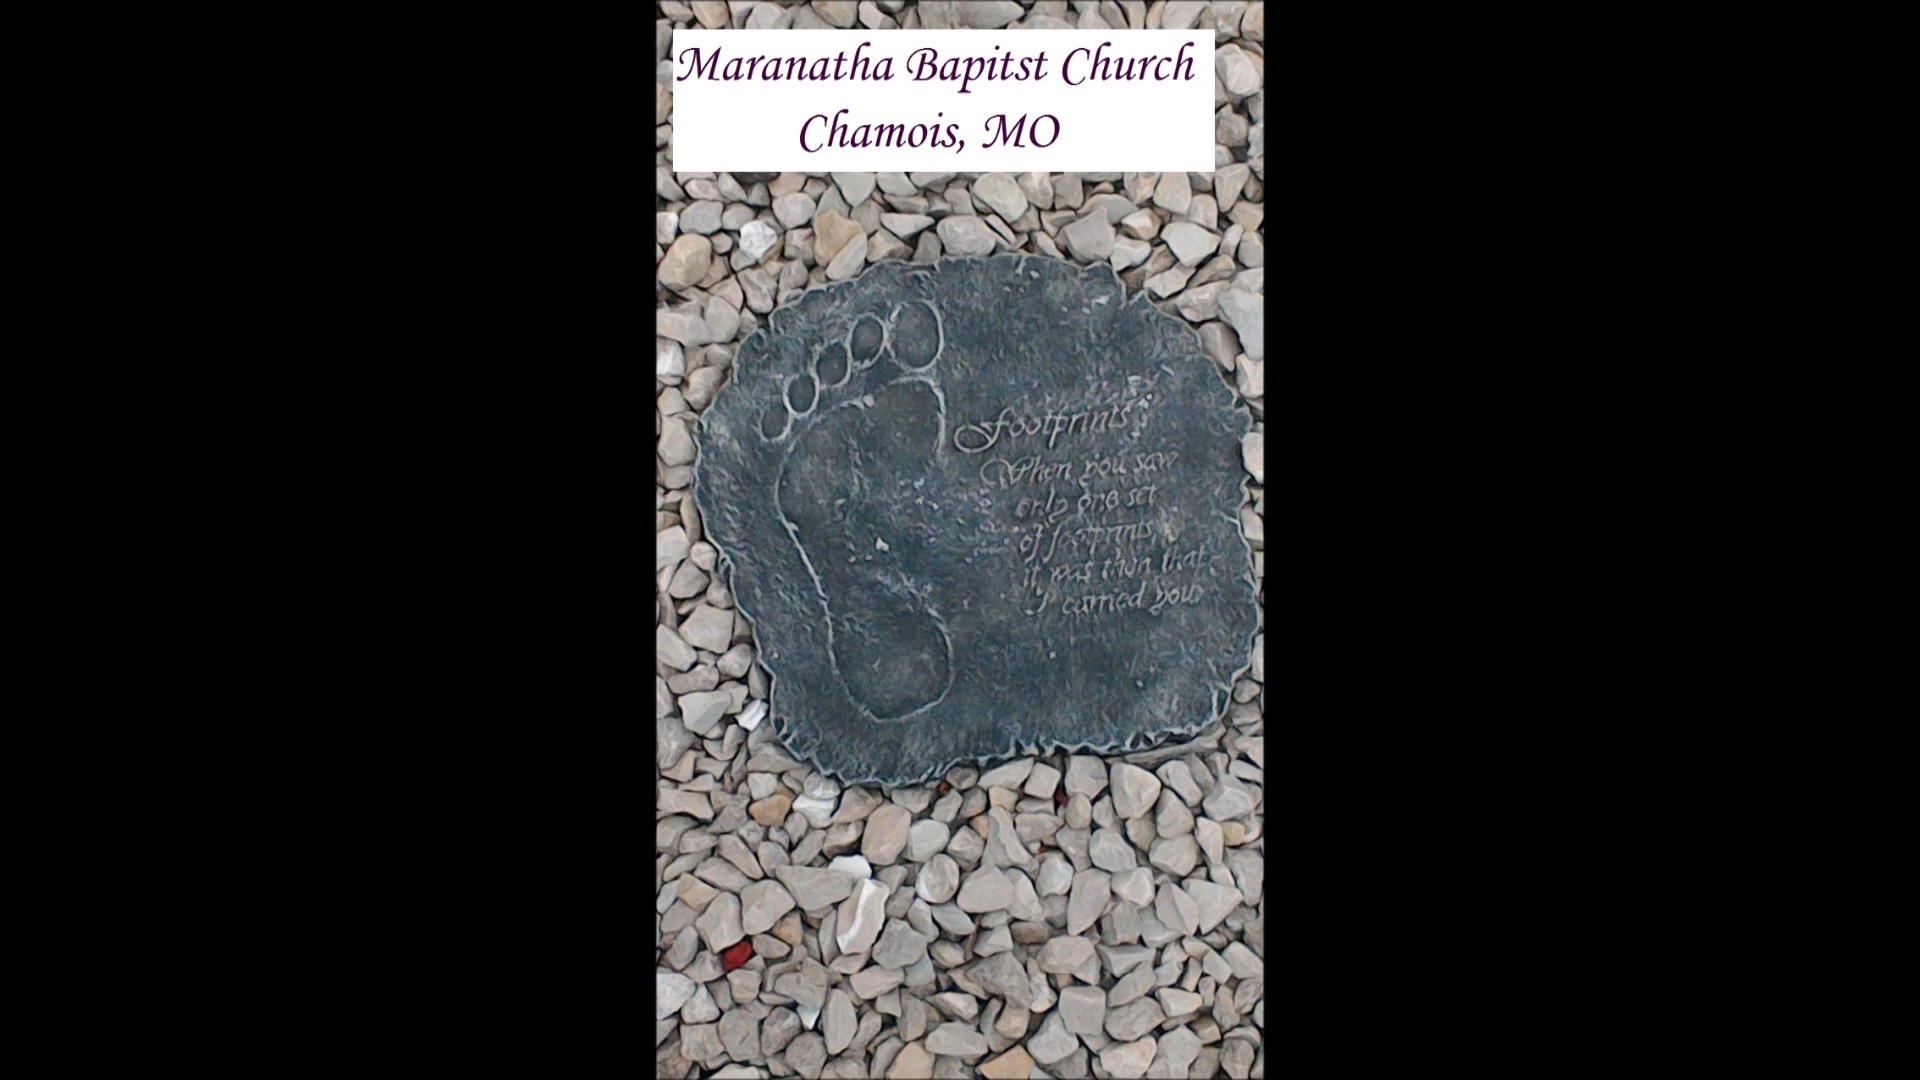 Maranatha Bapitst Church
Chamois, MO
Footprints
When you saw
only one set
of footprints,
it was then that
I carried you.